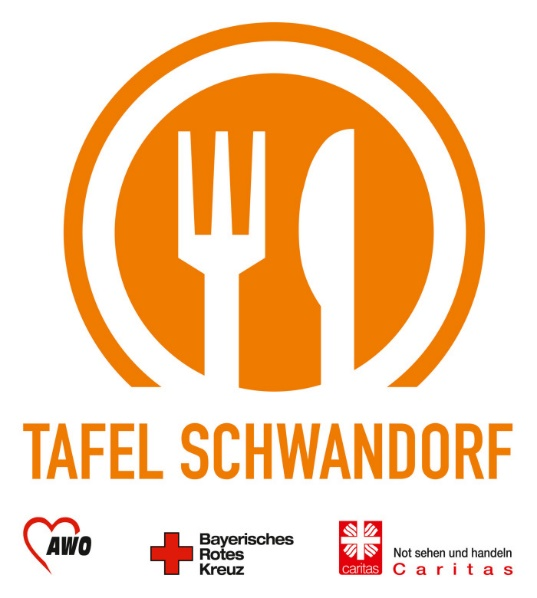 TAFEL SCHWANDORF
AWO
Bayerisches
Rotes
Kreuz
caritas
Not sehen und handeln
Caritas